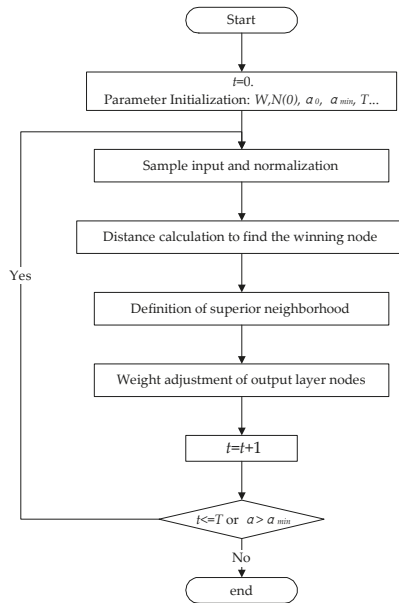 Start
t=0.
Parameter Initialization: W,N(0), α0, αmin, T...
Sample input and normalization
Distance calculation to find the winning node
Yes
Definition of superior neighborhood
Weight adjustment of output layer nodes
t=t+1
t<=T or α>αmin
No
end